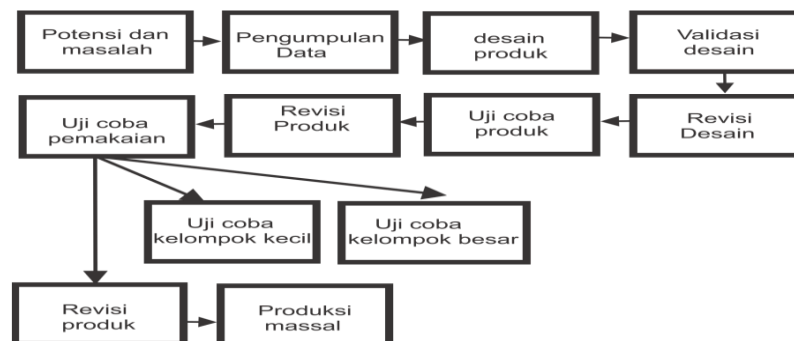 Potensi dan
masalah
Pengumpulan
Data
desain
produk
Validasi
desain
Revisi
Desain
Uji coba
produk
Revisi
Produk
Uji coba
pemakaian
Uji coba
kelompok kecil
Uji coba
kelompok besar
Revisi
produk
Produksi
massal